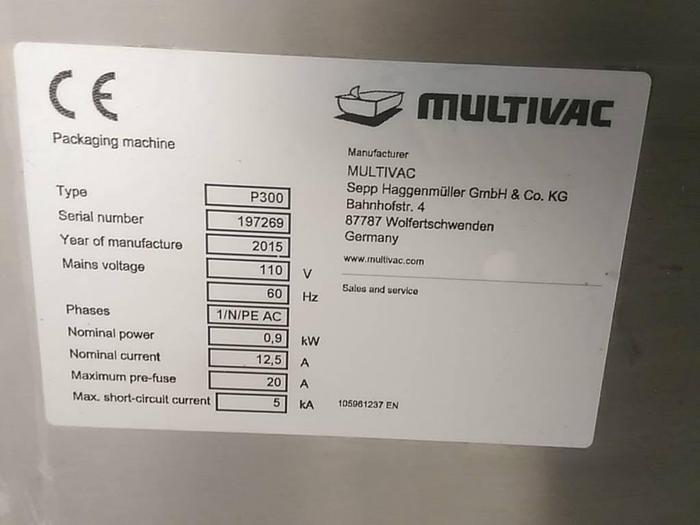 CE
MULTIVAC
Packaging machine
Type P300
Serial number 197269
Year of manufacture 2015
Mains voltage 110 V
60 Hz
Phases 1/N/PE AC
Nominal power 0,9 kW
Nominal current 12,5 A
Maximum pre-fuse 20 A
Max. short-circuit current 5 kA
Manufacturer
MULTIVAC
Sepp Haggenmüller GmbH & Co. KG
Bahnhofstr. 4
87787 Wolfertschwenden
Germany
www.multivac.com
Sales and service
105961237 EN